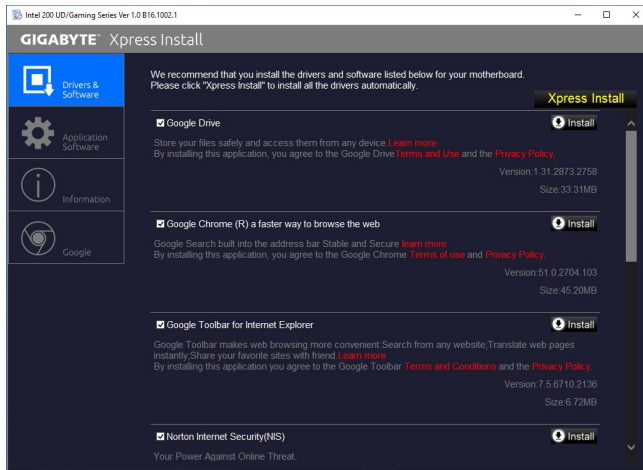 Intel 200 UD/Gaming Series Ver 1.0 B16.1002.1
GIGABYTE™ Xpress Install
Drivers &
Software
Application
Software
Information
Google
We recommend that you install the drivers and software listed below for your motherboard.
Please click "Xpress Install" to install all the drivers automatically.
Xpress Install
Google Drive
Install
Store your files safely and access them from any device.Learn more
By installing this application, you agree to the Google DriveTerms and Use and the Privacy Policy.
Version:1.31.2873.2758
Size:33.31MB
Google Chrome (R) a faster way to browse the web
Install
Google Search built into the address bar Stable and Secure learn more
By installing this application, you agree to the Google Chrome Terms of use and Privacy Policy.
Version:51.0.2704.103
Size:45.20MB
Google Toolbar for Internet Explorer
Install
Google Toolbar makes web browsing more convenient:Search from any website;Translate web pages
instantly;Share your favorite sites with friend.Learn more
By installing this application you agree to the Google Toolbar Terms and Conditions and the Privacy Policy.
Version:7.5.6710.2136
Size:6.72MB
Norton Internet Security(NIS)
Install
Your Power Against Online Threat.